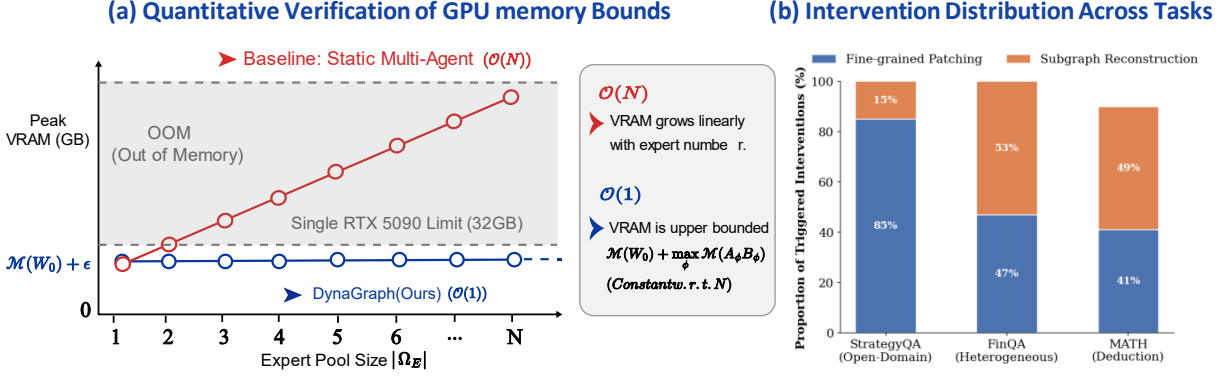 (a) Quantitative Verification of GPU memory Bounds
Baseline: Static Multi-Agent (𝒪(N))
Peak
VRAM (GB)
OOM
(Out of Memory)
Single RTX 5090 Limit (32GB)
ℳ(W₀) + ϵ
DynaGraph(Ours) (𝒪(1))
0
1 2 3 4 5 6 ... N
Expert Pool Size |Ω_E|
𝒪(N)
VRAM grows linearly
with expert numbe r.
𝒪(1)
VRAM is upper bounded
ℳ(W₀) + max_ϕ ℳ(A_ϕB_ϕ)
(Constantw.r.t.N)
(b) Intervention Distribution Across Tasks
Fine-grained Patching Subgraph Reconstruction
Proportion of Triggered Interventions (%)
100
80
60
40
20
0
15%
85%
53%
47%
49%
41%
StrategyQA
(Open-Domain)
FinQA
(Heterogeneous)
MATH
(Deduction)